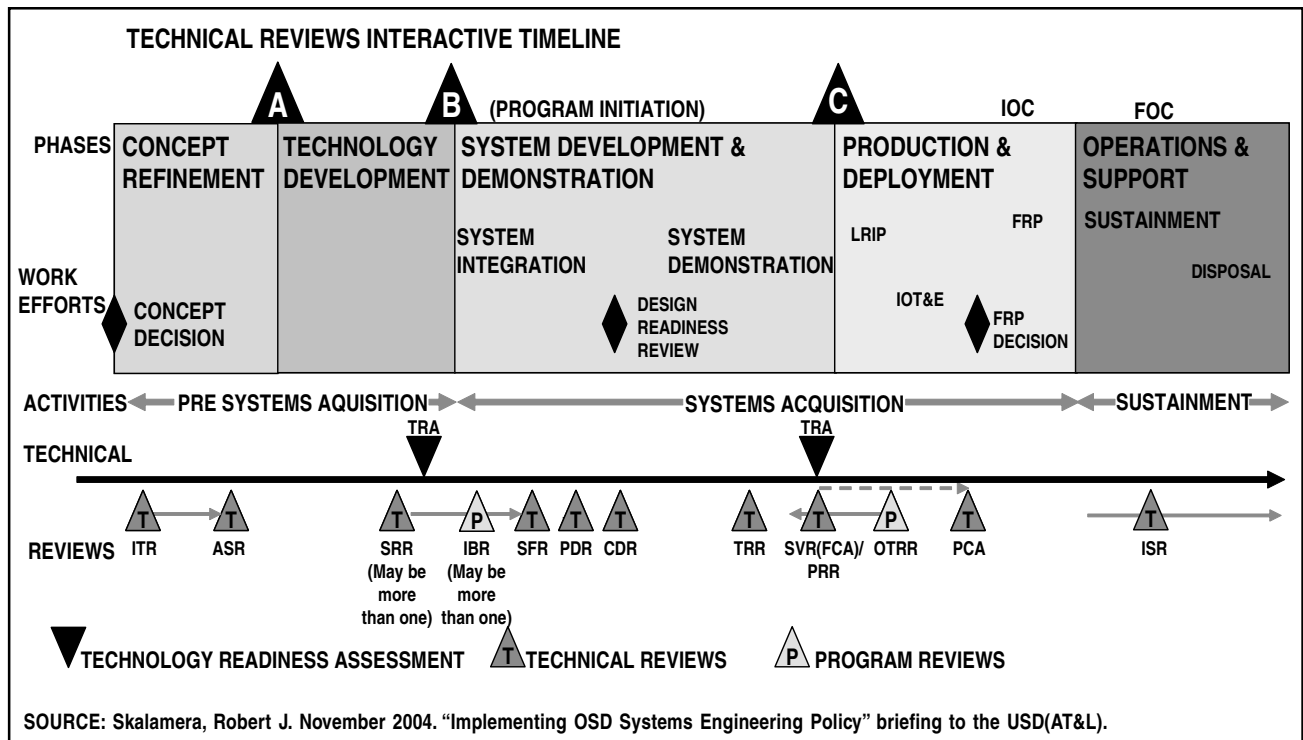 TECHNICAL REVIEWS INTERACTIVE TIMELINE
A
B
(PROGRAM INITIATION)
C
IOC
FOC
PHASES
CONCEPT
REFINEMENT
TECHNOLOGY
DEVELOPMENT
SYSTEM DEVELOPMENT &
DEMONSTRATION
PRODUCTION &
DEPLOYMENT
OPERATIONS &
SUPPORT
SYSTEM
INTEGRATION
SYSTEM
DEMONSTRATION
LRIP
FRP
SUSTAINMENT
DISPOSAL
WORK
EFFORTS
CONCEPT
DECISION
DESIGN
READINESS
REVIEW
IOT&E
FRP
DECISION
ACTIVITIES
PRE SYSTEMS AQUISITION
SYSTEMS ACQUISITION
SUSTAINMENT
TRA
TRA
TECHNICAL
T
T
T
P
T
T
T
T
T
P
T
T
REVIEWS
ITR
ASR
SRR
(May be
more
than one)
IBR
(May be
more
than one)
SFR
PDR
CDR
TRR
SVR(FCA)/
PRR
OTRR
PCA
ISR
TECHNOLOGY READINESS ASSESSMENT
T
TECHNICAL REVIEWS
P
PROGRAM REVIEWS
SOURCE: Skalamera, Robert J. November 2004. “Implementing OSD Systems Engineering Policy” briefing to the USD(AT&L).